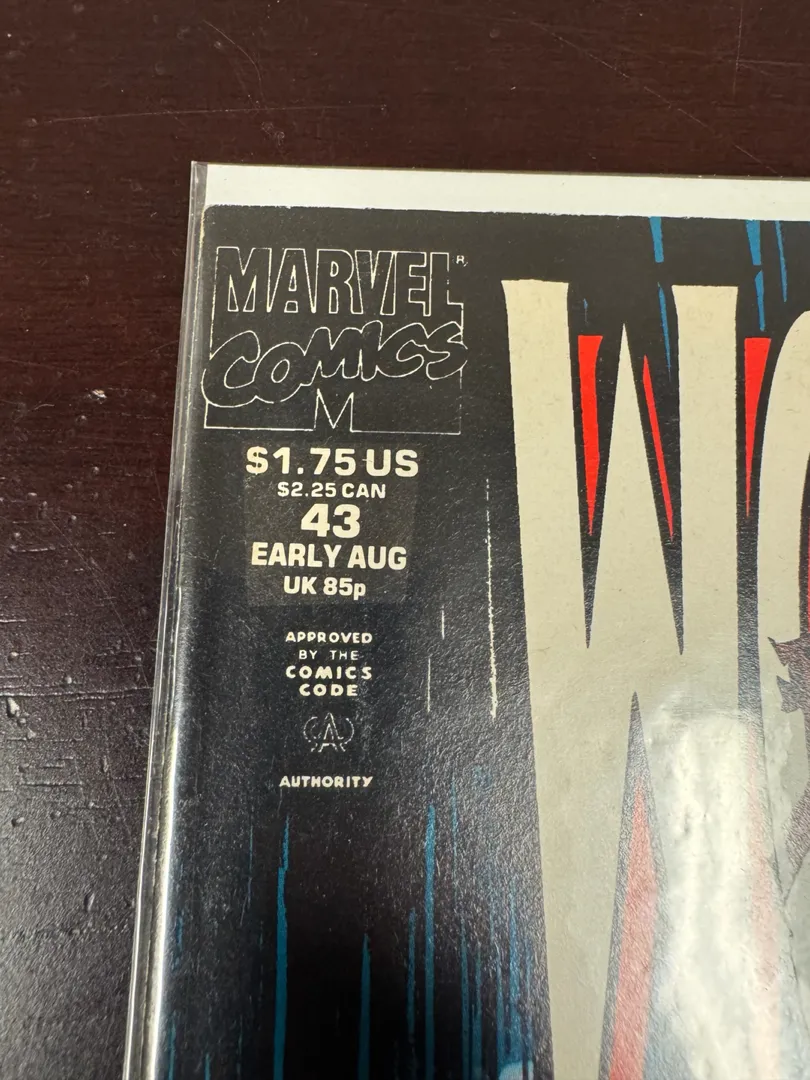 MARVEL®
COMICS
M
$1.75 US
$2.25 CAN
43
EARLY AUG
UK 85p
APPROVED
BY THE
COMICS
CODE
A
AUTHORITY
WO